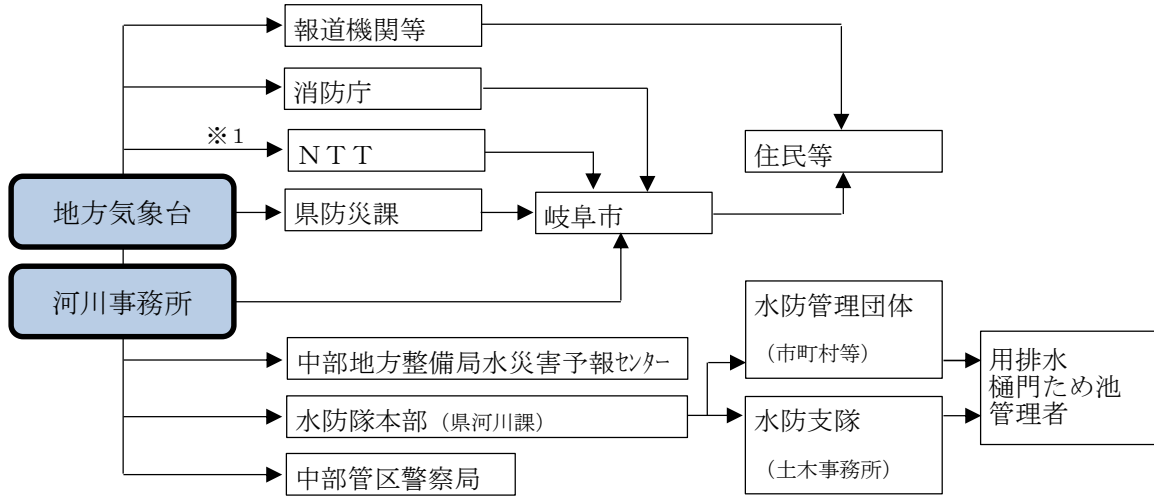 報道機関等
消防庁
※1
ＮＴＴ
住民等
地方気象台
県防災課
岐阜市
河川事務所
水防管理団体
（市町村等）
中部地方整備局水災害予報ｾﾝﾀｰ
用排水
樋門ため池
管理者
水防隊本部（県河川課）
水防支隊
（土木事務所）
中部管区警察局